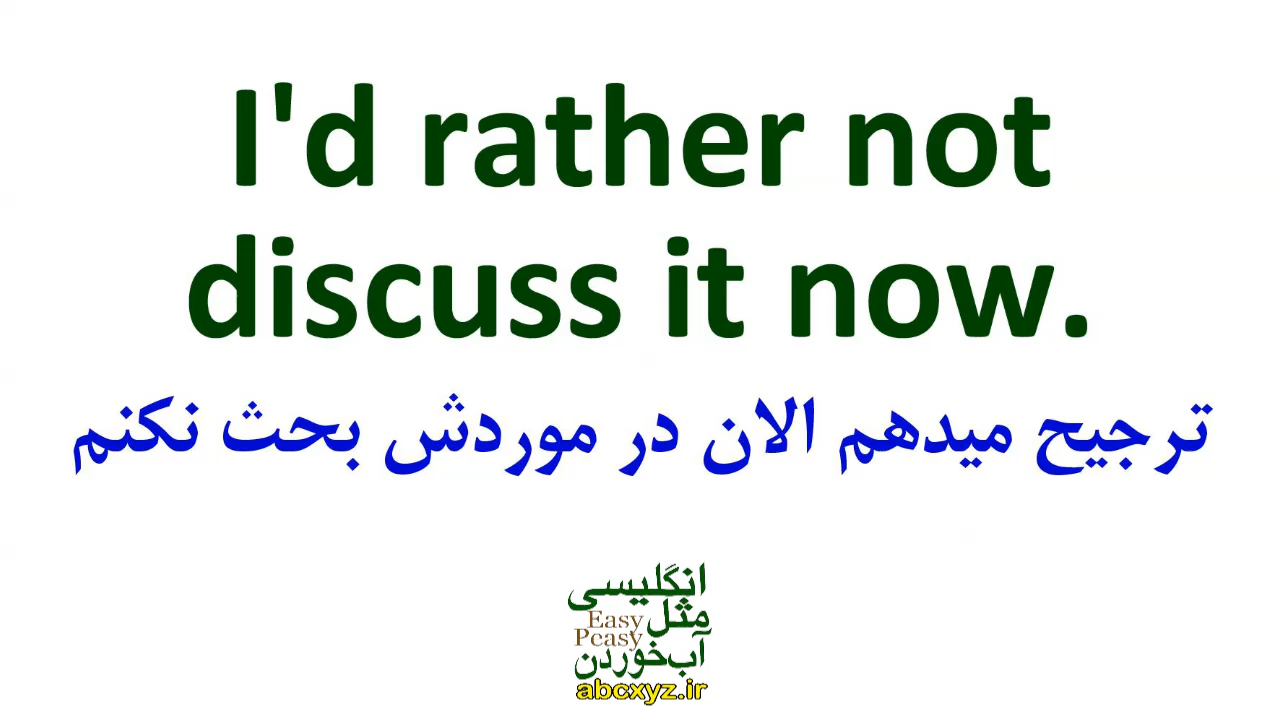 I'd rather not
discuss it now.
ترجیح میدهم الان در موردش بحث نکنم
انگلیسی
مثل
Easy
Peasy
آب‌خوردن
abcxyz.ir